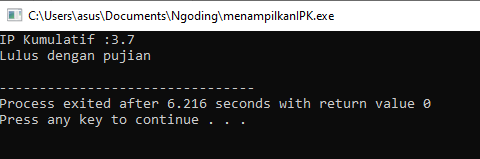 C:\Users\asus\Documents\Ngoding\menampilkanIPK.exe
IP Kumulatif :3.7
Lulus dengan pujian
--------------------------------
Process exited after 6.216 seconds with return value 0
Press any key to continue . . .